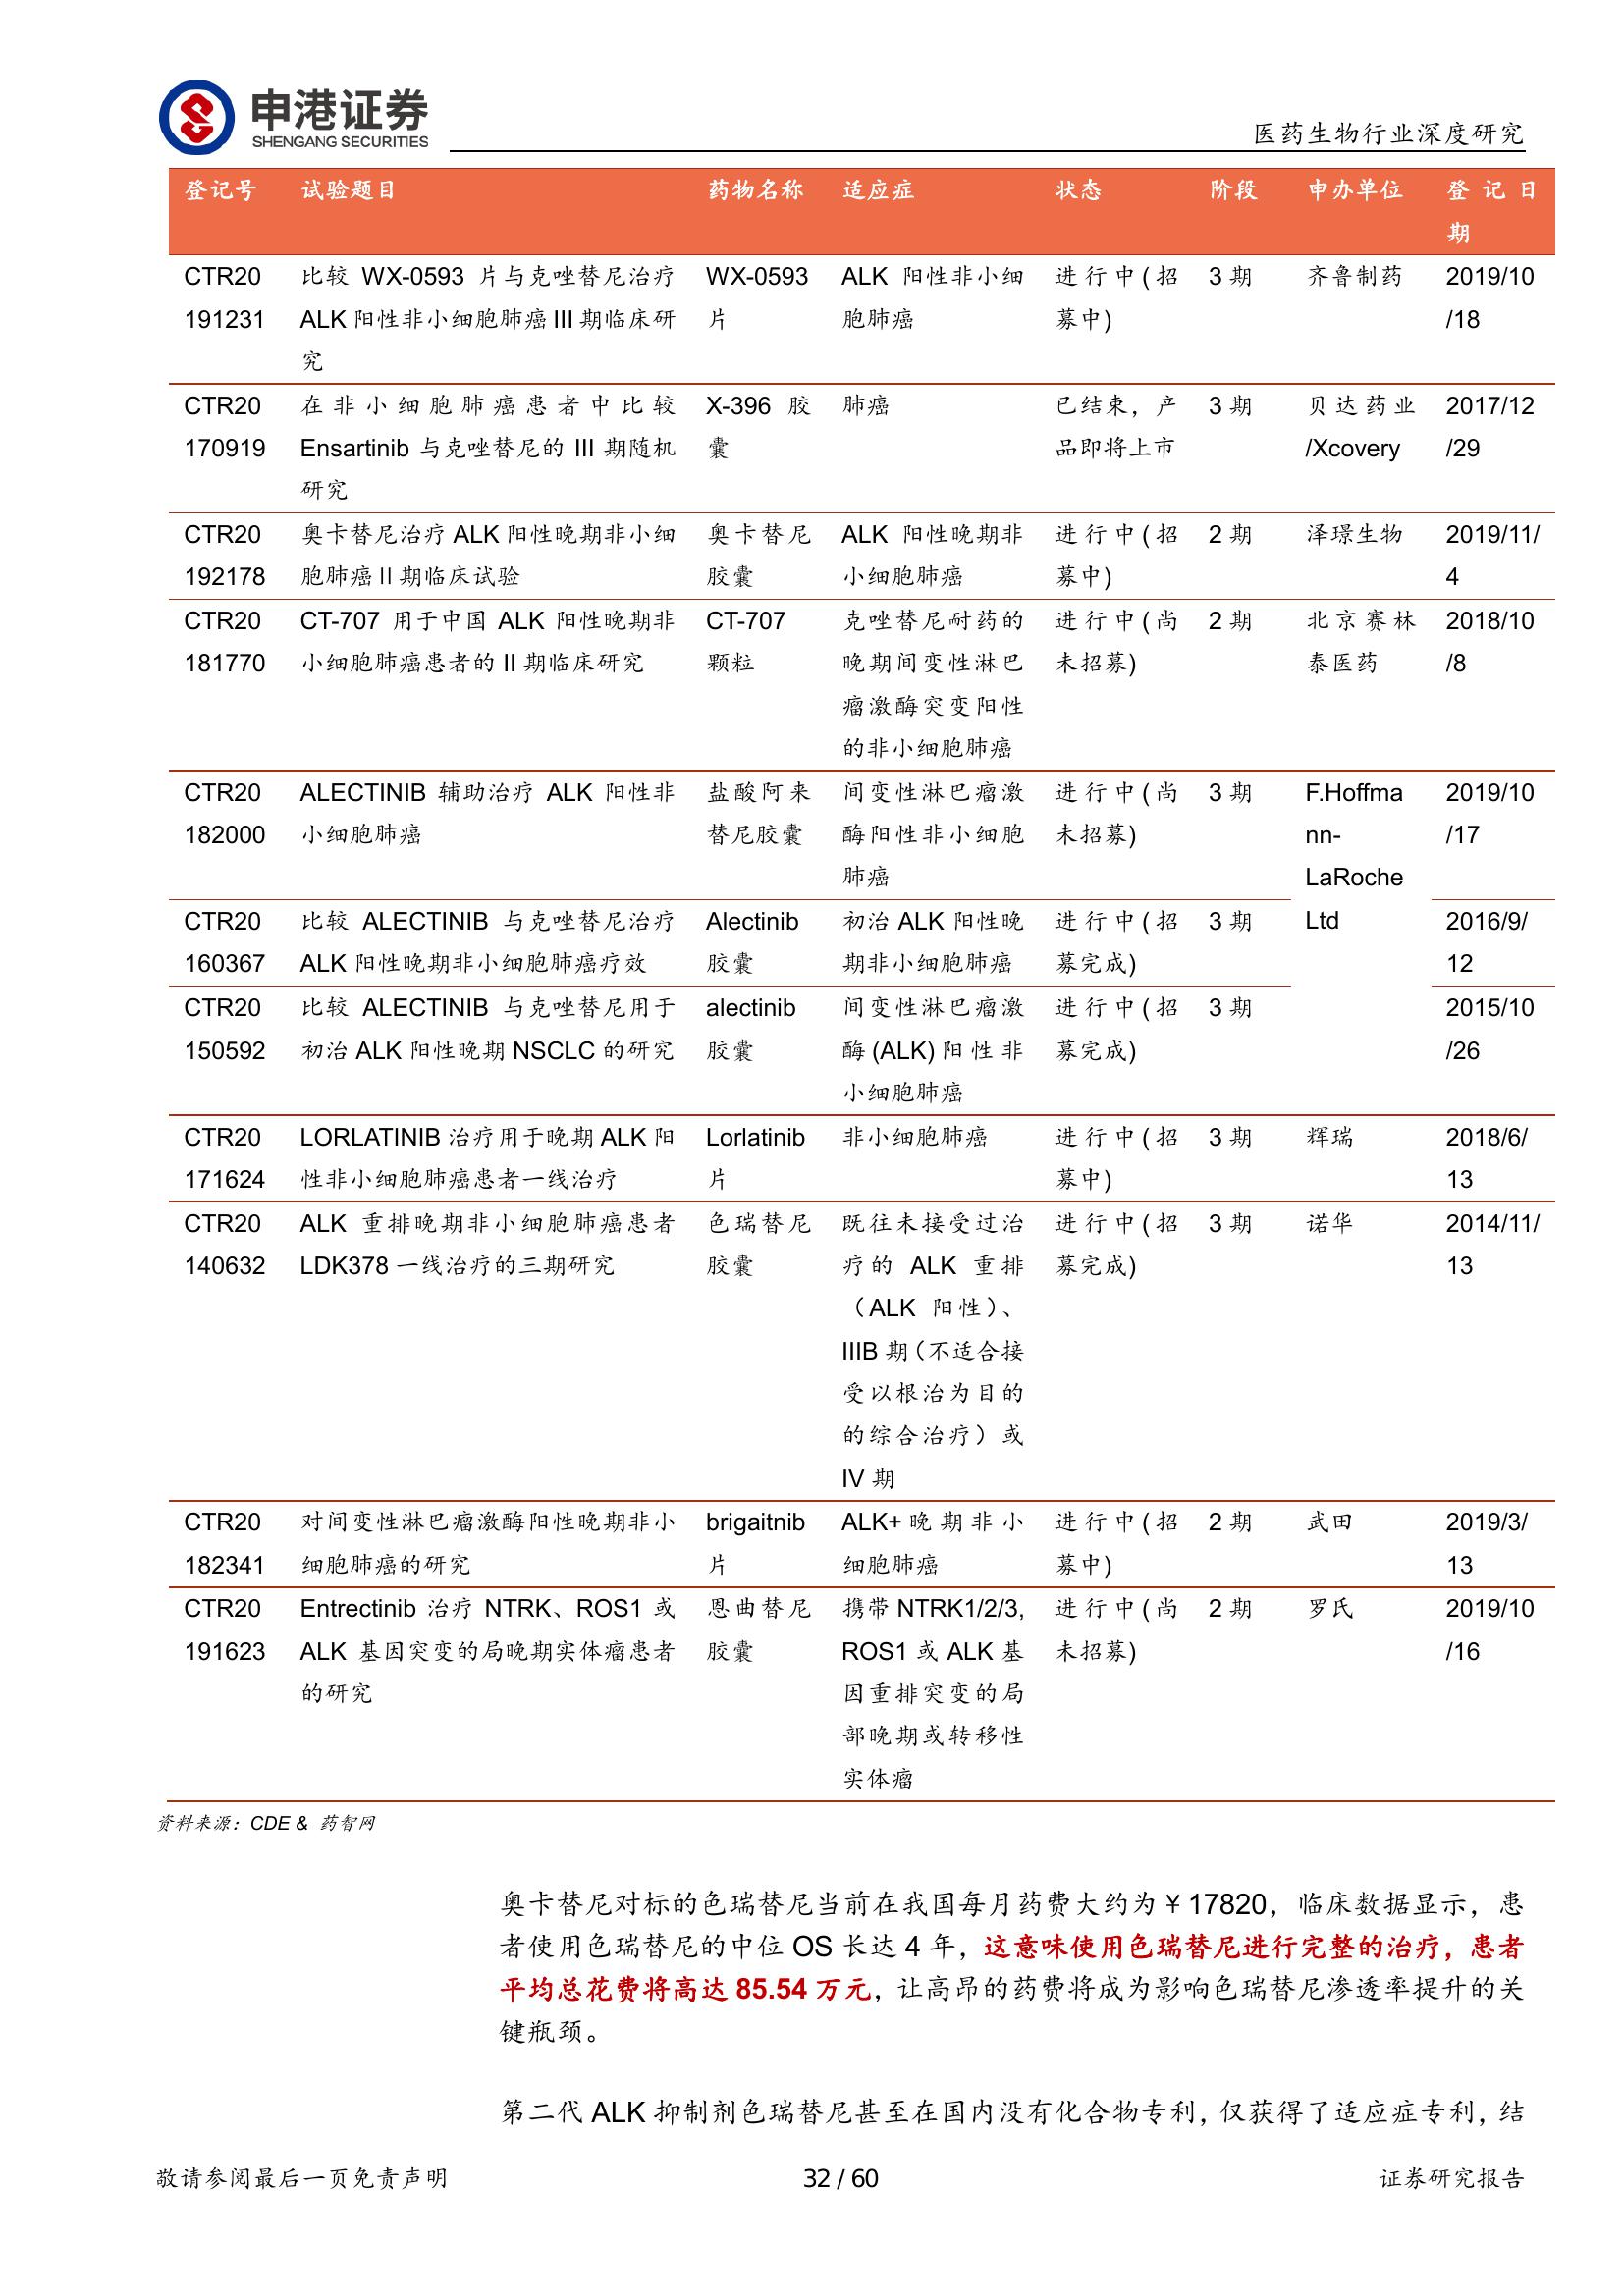 申港证券
SHENGANG SECURITIES
医药生物行业深度研究
登记号 试验题目 药物名称 适应症 状态 阶段 申办单位 登记日
期
CTR20 比较 WX-0593 片与克唑替尼治疗 WX-0593 ALK 阳性非小细 进行中(招 3 期 齐鲁制药 2019/10
191231 ALK 阳性非小细胞肺癌 III 期临床研 片 胞肺癌 募中) /18
究
CTR20 在非小细胞肺癌患者中比较 X-396 胶 肺癌 已结束，产 3 期 贝达药业 2017/12
170919 Ensartinib 与克唑替尼的 III 期随机 囊 品即将上市 /Xcovery /29
研究
CTR20 奥卡替尼治疗 ALK 阳性晚期非小细 奥卡替尼 ALK 阳性晚期非 进行中(招 2 期 泽璟生物 2019/11/
192178 胞肺癌Ⅱ期临床试验 胶囊 小细胞肺癌 募中) 4
CTR20 CT-707 用于中国 ALK 阳性晚期非 CT-707 克唑替尼耐药的 进行中(尚 2 期 北京赛林 2018/10
181770 小细胞肺癌患者的 II 期临床研究 颗粒 晚期间变性淋巴 未招募) 泰医药 /8
瘤激酶突变阳性
的非小细胞肺癌
CTR20 ALECTINIB 辅助治疗 ALK 阳性非 盐酸阿来 间变性淋巴瘤激 进行中(尚 3 期 F.Hoffma 2019/10
182000 小细胞肺癌 替尼胶囊 酶阳性非小细胞 未招募) nn- /17
肺癌 LaRoche
CTR20 比较 ALECTINIB 与克唑替尼治疗 Alectinib 初治 ALK 阳性晚 进行中(招 3 期 Ltd 2016/9/
160367 ALK 阳性晚期非小细胞肺癌疗效 胶囊 期非小细胞肺癌 募完成) 12
CTR20 比较 ALECTINIB 与克唑替尼用于 alectinib 间变性淋巴瘤激 进行中(招 3 期 2015/10
150592 初治 ALK 阳性晚期 NSCLC 的研究 胶囊 酶(ALK)阳性非 募完成) /26
小细胞肺癌
CTR20 LORLATINIB 治疗用于晚期 ALK 阳 Lorlatinib 非小细胞肺癌 进行中(招 3 期 辉瑞 2018/6/
171624 性非小细胞肺癌患者一线治疗 片 募中) 13
CTR20 ALK 重排晚期非小细胞肺癌患者 色瑞替尼 既往未接受过治 进行中(招 3 期 诺华 2014/11/
140632 LDK378 一线治疗的三期研究 胶囊 疗的 ALK 重排 募完成) 13
（ALK 阳性）、
IIIB 期（不适合接
受以根治为目的
的综合治疗）或
IV 期
CTR20 对间变性淋巴瘤激酶阳性晚期非小 brigaitnib ALK+晚期非小 进行中(招 2 期 武田 2019/3/
182341 细胞肺癌的研究 片 细胞肺癌 募中) 13
CTR20 Entrectinib 治疗 NTRK、ROS1 或 恩曲替尼 携带 NTRK1/2/3, 进行中(尚 2 期 罗氏 2019/10
191623 ALK 基因突变的局晚期实体瘤患者 胶囊 ROS1 或 ALK 基 未招募) /16
的研究 因重排突变的局
部晚期或转移性
实体瘤
资料来源：CDE & 药智网
奥卡替尼对标的色瑞替尼当前在我国每月药费大约为￥17820，临床数据显示，患
者使用色瑞替尼的中位 OS 长达 4 年，这意味使用色瑞替尼进行完整的治疗，患者
平均总花费将高达 85.54 万元，让高昂的药费将成为影响色瑞替尼渗透率提升的关
键瓶颈。
第二代 ALK 抑制剂色瑞替尼甚至在国内没有化合物专利，仅获得了适应症专利，结
敬请参阅最后一页免责声明 32 / 60 证券研究报告